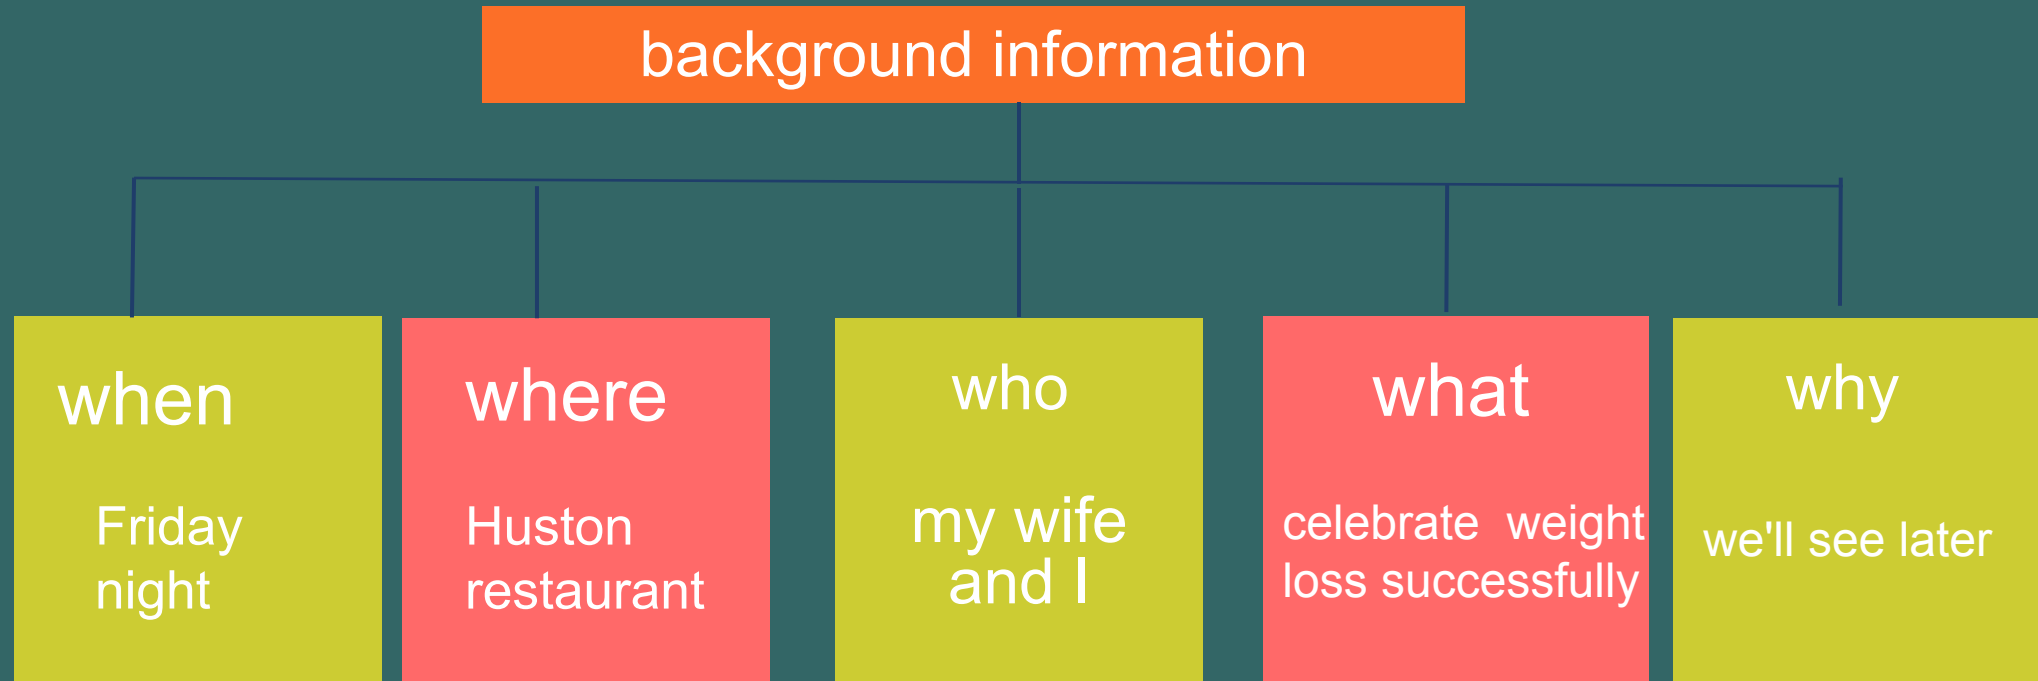 background information
when
Friday
night
where
Huston
restaurant
who
my wife
and I
what
celebrate  weight
loss successfully
why
we'll see later